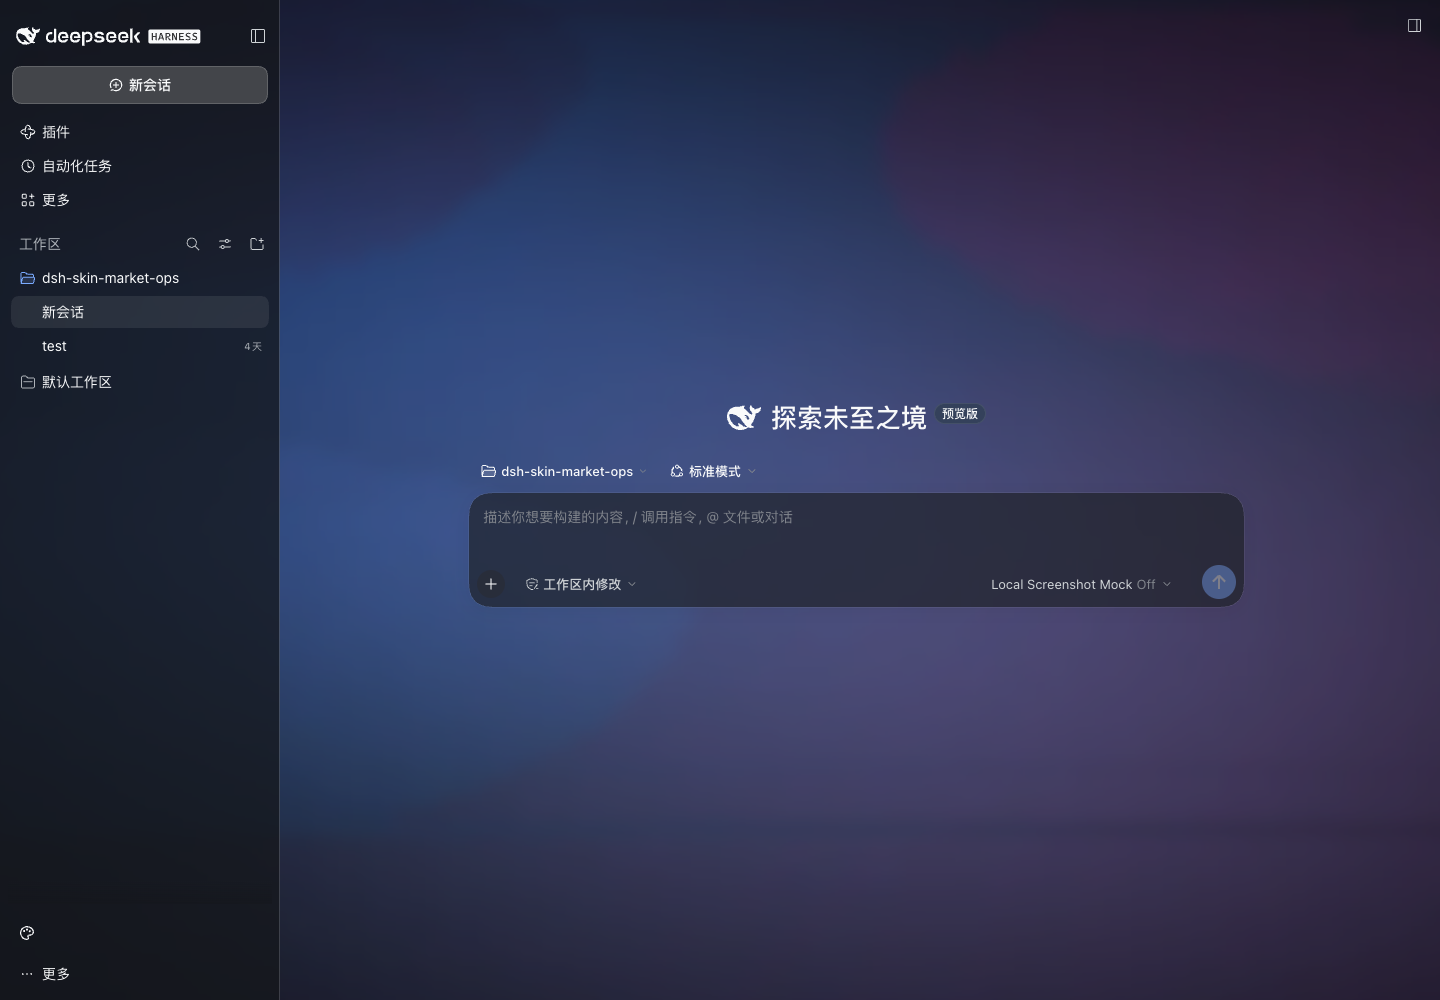 deepseek HARNESS
新会话
插件
自动化任务
更多
工作区
dsh-skin-market-ops
新会话
test 4天
默认工作区
更多
探索未至之境 预览版
dsh-skin-market-ops 标准模式
描述你想要构建的内容, / 调用指令, @ 文件或对话
工作区内修改 Local Screenshot Mock Off